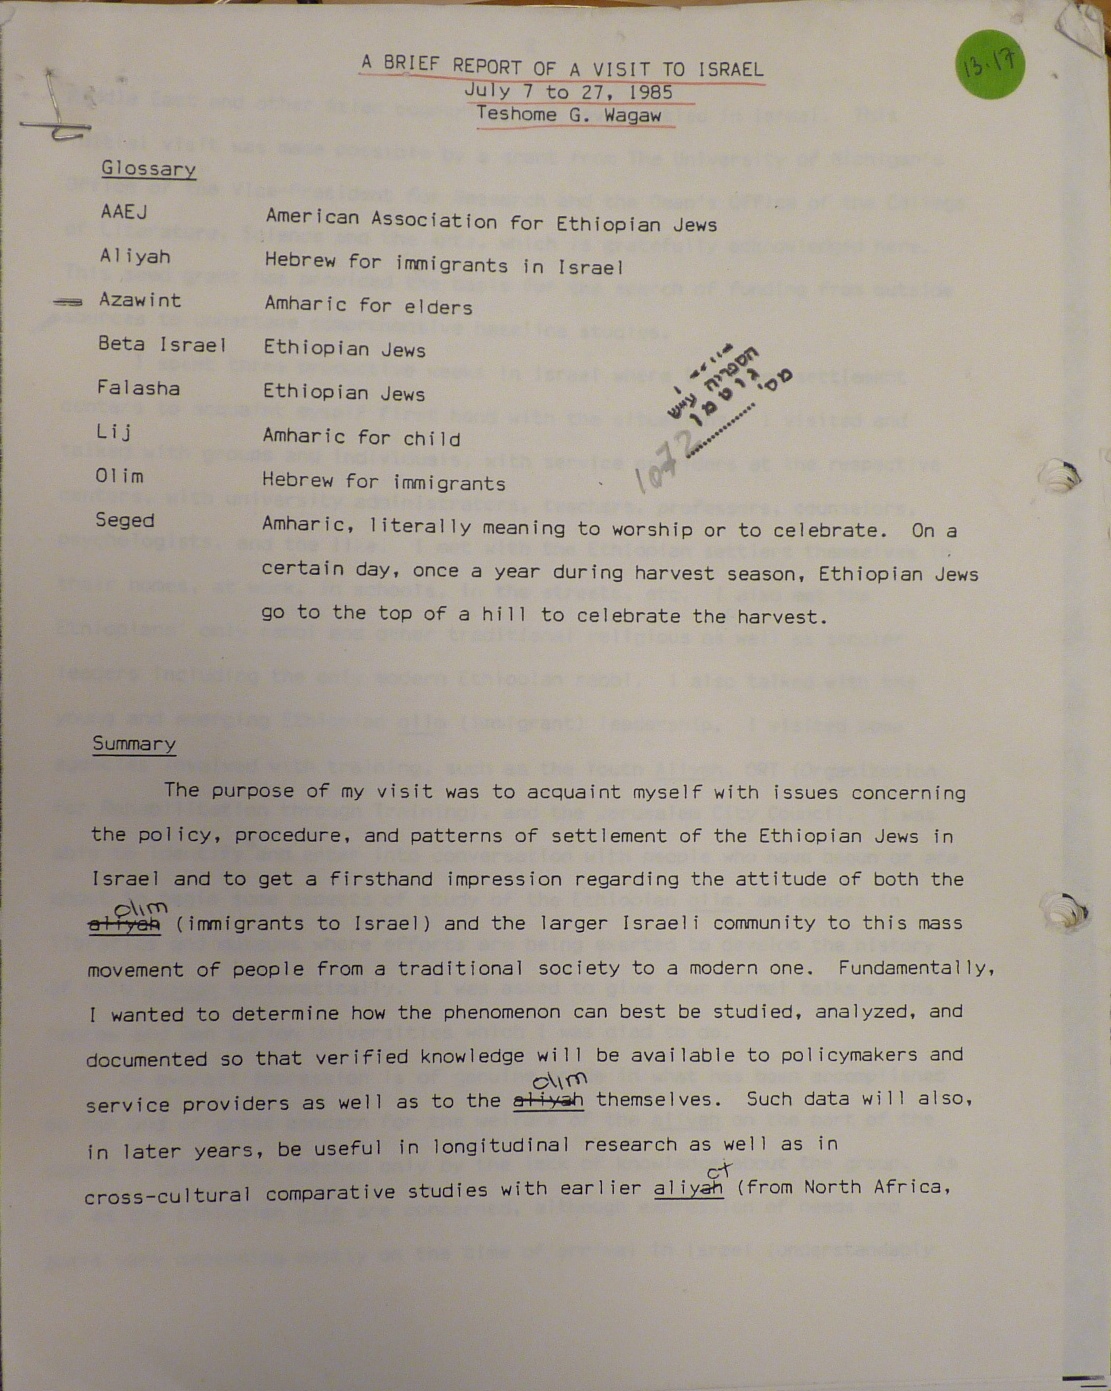 13.17
A BRIEF REPORT OF A VISIT TO ISRAEL
July 7 to 27, 1985
Teshome G. Wagaw
Glossary
AAEJ American Association for Ethiopian Jews
Aliyah Hebrew for immigrants in Israel
Azawint Amharic for elders
Beta Israel Ethiopian Jews
Falasha Ethiopian Jews
Lij Amharic for child
Olim Hebrew for immigrants
Seged Amharic, literally meaning to worship or to celebrate. On a
certain day, once a year during harvest season, Ethiopian Jews
go to the top of a hill to celebrate the harvest.
הספריה ע״ש
גוטמן
מס׳
1072
Summary
The purpose of my visit was to acquaint myself with issues concerning
the policy, procedure, and patterns of settlement of the Ethiopian Jews in
Israel and to get a firsthand impression regarding the attitude of both the
olim
aliyah (immigrants to Israel) and the larger Israeli community to this mass
movement of people from a traditional society to a modern one. Fundamentally,
I wanted to determine how the phenomenon can best be studied, analyzed, and
documented so that verified knowledge will be available to policymakers and
olim
service providers as well as to the aliyah themselves. Such data will also,
in later years, be useful in longitudinal research as well as in
ot
cross-cultural comparative studies with earlier aliyah (from North Africa,